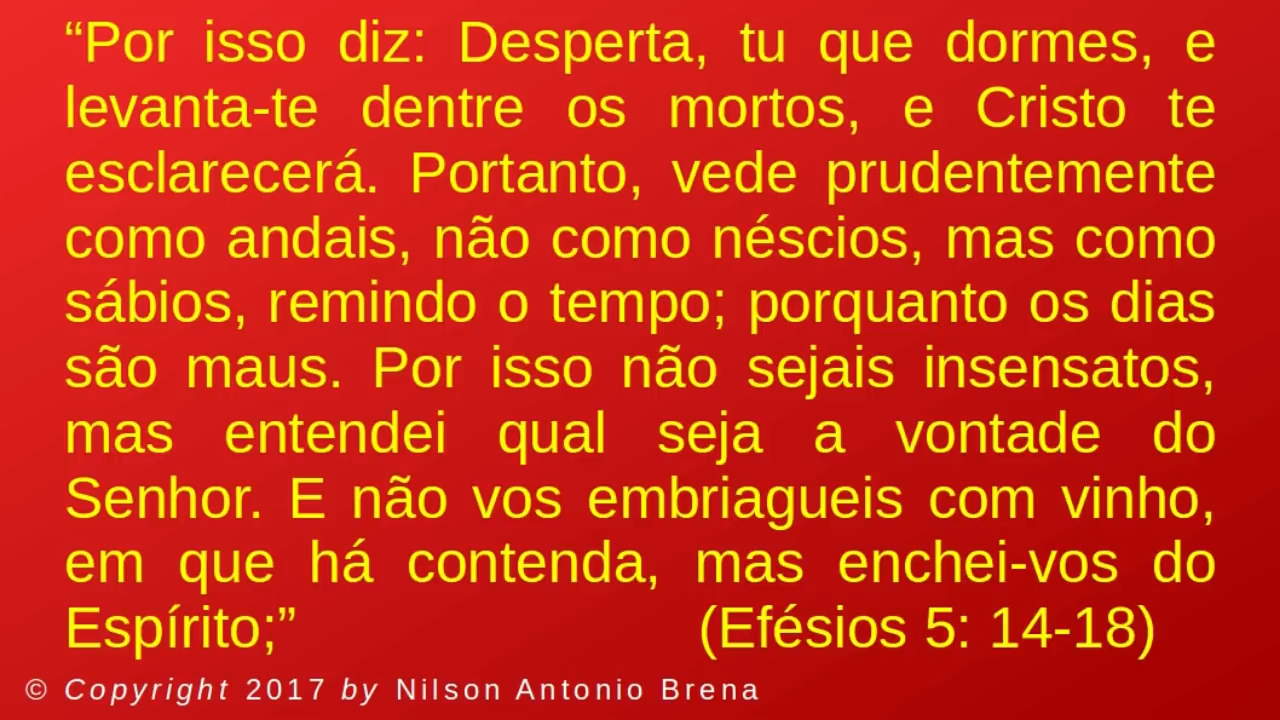 “Por isso diz: Desperta, tu que dormes, e
levanta-te dentre os mortos, e Cristo te
esclarecerá. Portanto, vede prudentemente
como andais, não como néscios, mas como
sábios, remindo o tempo; porquanto os dias
são maus. Por isso não sejais insensatos,
mas entendei qual seja a vontade do
Senhor. E não vos embriagueis com vinho,
em que há contenda, mas enchei-vos do
Espírito;” (Efésios 5: 14-18)
© Copyright 2017 by Nilson Antonio Brena